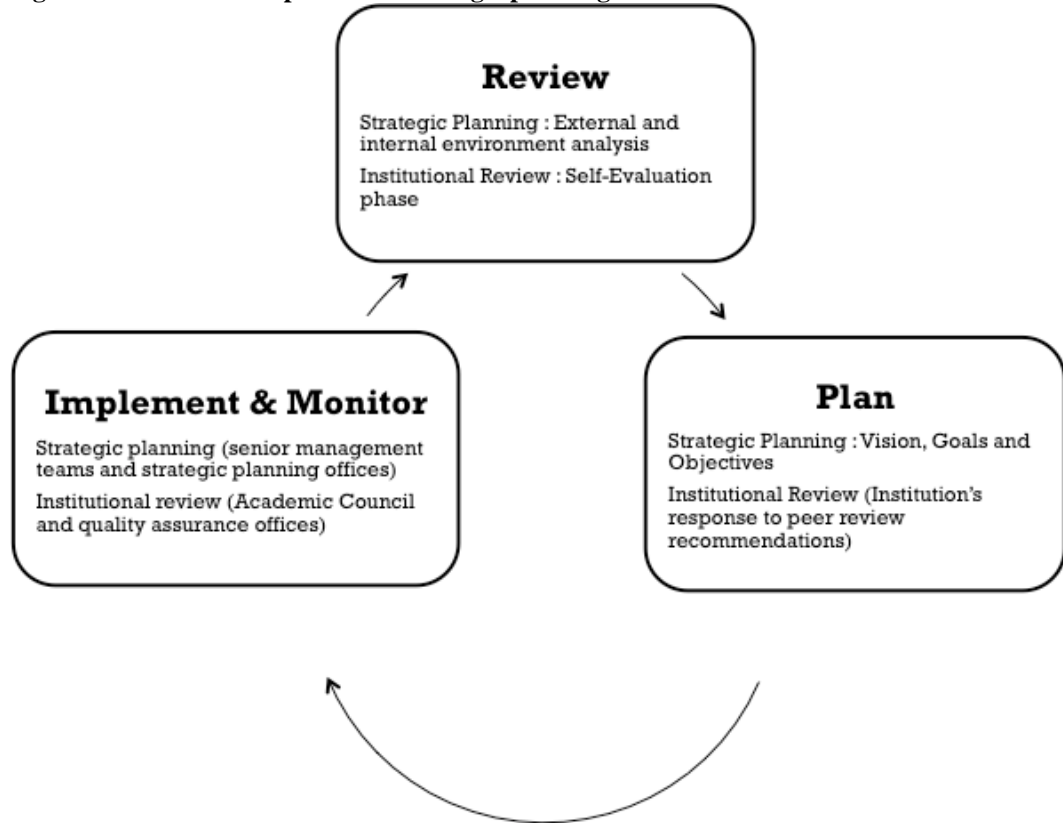 Review
Strategic Planning : External and
internal environment analysis
Institutional Review : Self-Evaluation
phase
Implement & Monitor
Strategic planning (senior management
teams and strategic planning offices)
Institutional review (Academic Council
and quality assurance offices)
Plan
Strategic Planning : Vision, Goals and
Objectives
Institutional Review (Institution's
response to peer review
recommendations)